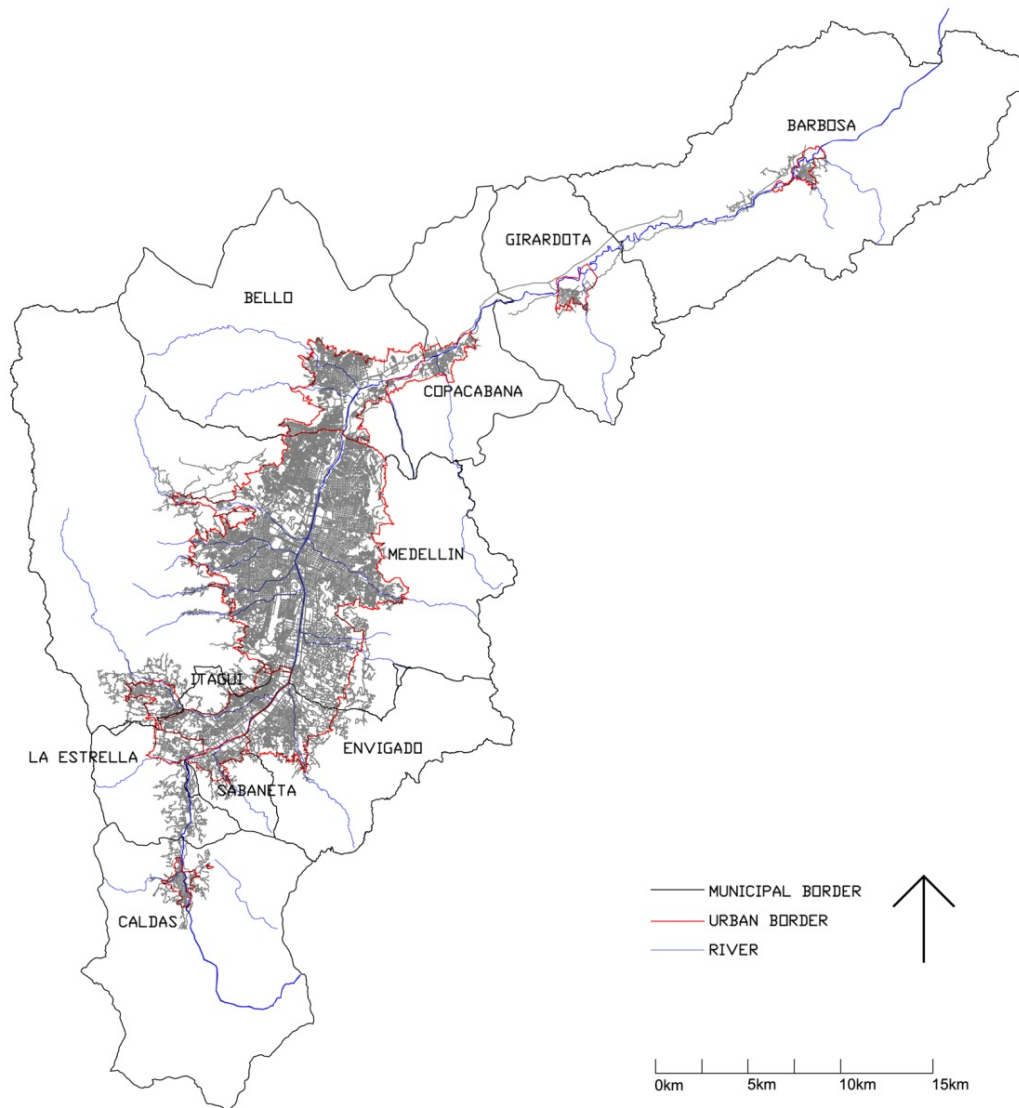 BARBOSA
GIRARDOTA
BELLO
COPACABANA
MEDELLIN
ITAGUI
ENVIGADO
LA ESTRELLA
SABANETA
CALDAS
MUNICIPAL BORDER
URBAN BORDER
RIVER
0km 5km 10km 15km